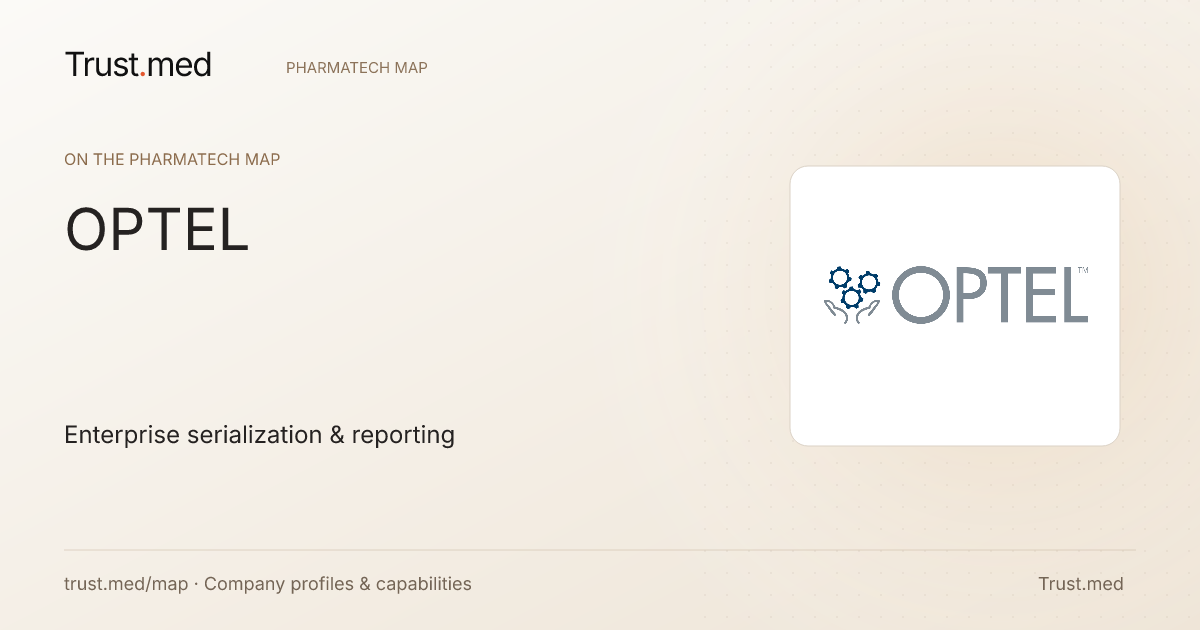 Trust.med
PHARMATECH MAP
ON THE PHARMATECH MAP
OPTEL
OPTEL™
Enterprise serialization & reporting
trust.med/map · Company profiles & capabilities
Trust.med